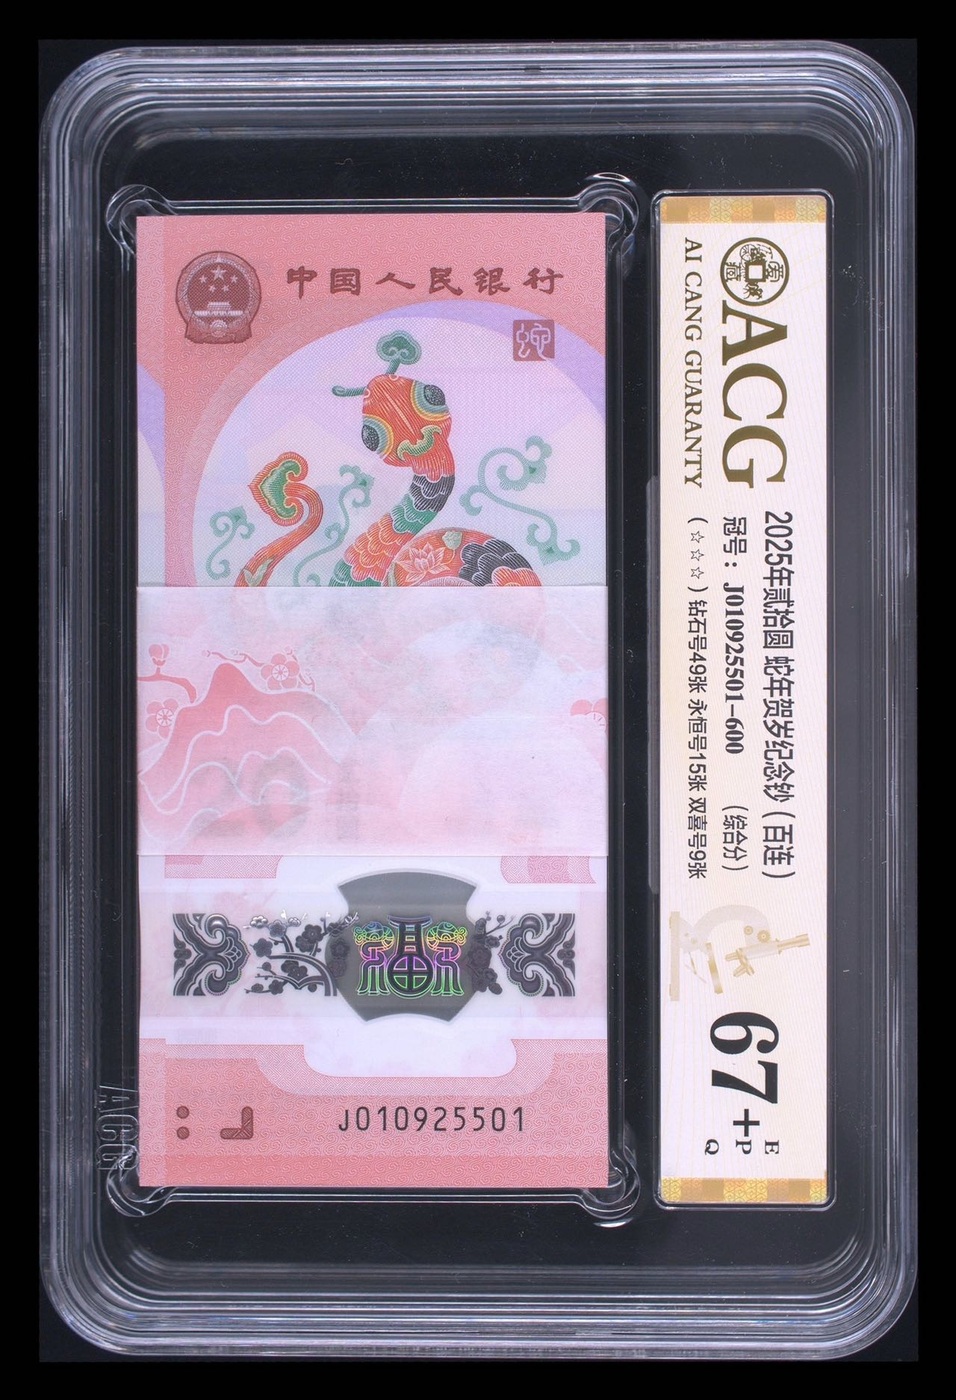 中国人民银行
蛇
福
J010925501
ACG
AI CANG GUARANTY
2025年贰拾圆 蛇年贺岁纪念钞（百连）
冠号：J010925501-600 （综合分）
（☆☆☆）钻石号49张 永恒号15张 双喜号9张
67+
E
P
Q
ACG